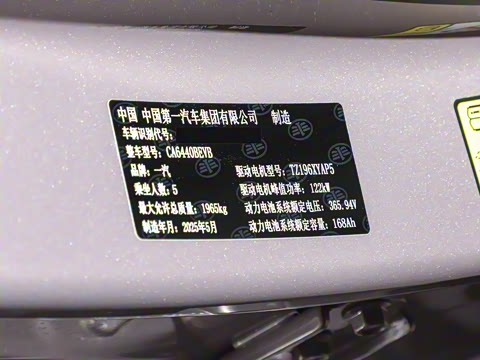 中国 中国第一汽车集团有限公司 制造
车辆识别代号:
整车型号: CA6440BEVB
品牌: 一汽 驱动电机型号: TZ196XYAP5
乘坐人数: 5 驱动电机峰值功率: 122kW
最大允许总质量: 1965kg 动力电池系统额定电压: 365.94V
制造年月: 2025年5月 动力电池系统额定容量: 168Ah